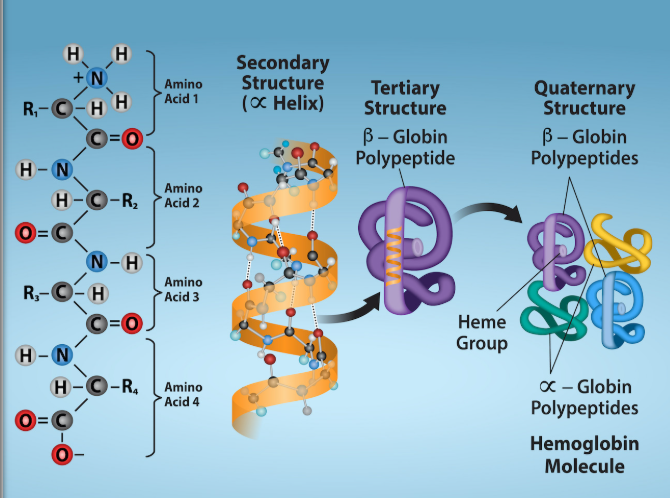 H
H
+
N
R₁
C
H
H
Amino
Acid 1
C
O
H
N
H
C
R₂
Amino
Acid 2
O
C
N
H
R₃
C
H
Amino
Acid 3
C
O
H
N
H
C
R₄
Amino
Acid 4
O
C
O
−
Secondary
Structure
(∝ Helix)
Tertiary
Structure
β – Globin
Polypeptide
Quaternary
Structure
β – Globin
Polypeptides
Heme
Group
∝ – Globin
Polypeptides
Hemoglobin
Molecule